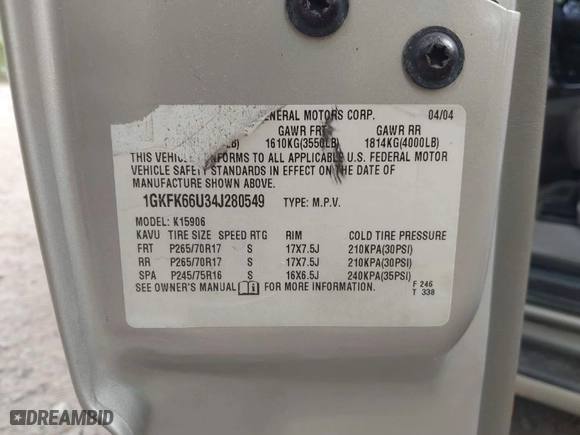 ENERAL MOTORS CORP. 04/04
GAWR FRT GAWR RR
LB) 1610KG(3550LB) 1814KG(4000LB)
THIS VEHICLE CONFORMS TO ALL APPLICABLE U.S. FEDERAL MOTOR
VEHICLE SAFETY STANDARDS IN EFFECT ON THE DATE OF
MANUFACTURE SHOWN ABOVE.
1GKFK66U34J280549 TYPE: M.P.V.
MODEL: K15906
KAVU TIRE SIZE SPEED RTG RIM COLD TIRE PRESSURE
FRT P265/70R17 S 17X7.5J 210KPA(30PSI)
RR P265/70R17 S 17X7.5J 210KPA(30PSI)
SPA P245/75R16 S 16X6.5J 240KPA(35PSI)
SEE OWNER'S MANUAL FOR MORE INFORMATION. F 246
T 338
DREAMBID